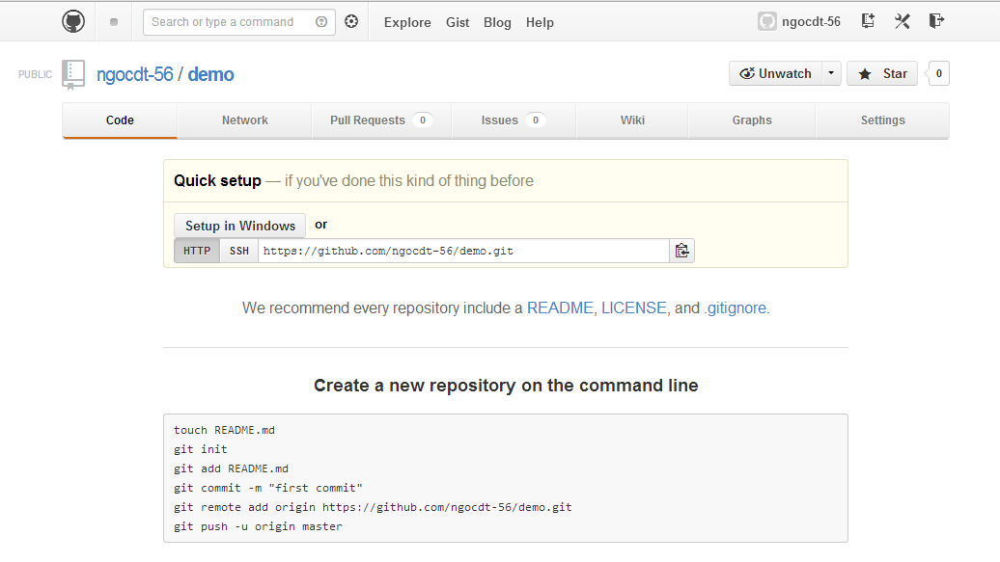 Search or type a command
Explore Gist Blog Help
ngocdt-56
PUBLIC ngocdt-56 / demo
Unwatch Star 0
Code Network Pull Requests 0 Issues 0 Wiki Graphs Settings
Quick setup — if you've done this kind of thing before
Setup in Windows or
HTTP SSH https://github.com/ngocdt-56/demo.git
We recommend every repository include a README, LICENSE, and .gitignore.
Create a new repository on the command line
touch README.md
git init
git add README.md
git commit -m "first commit"
git remote add origin https://github.com/ngocdt-56/demo.git
git push -u origin master